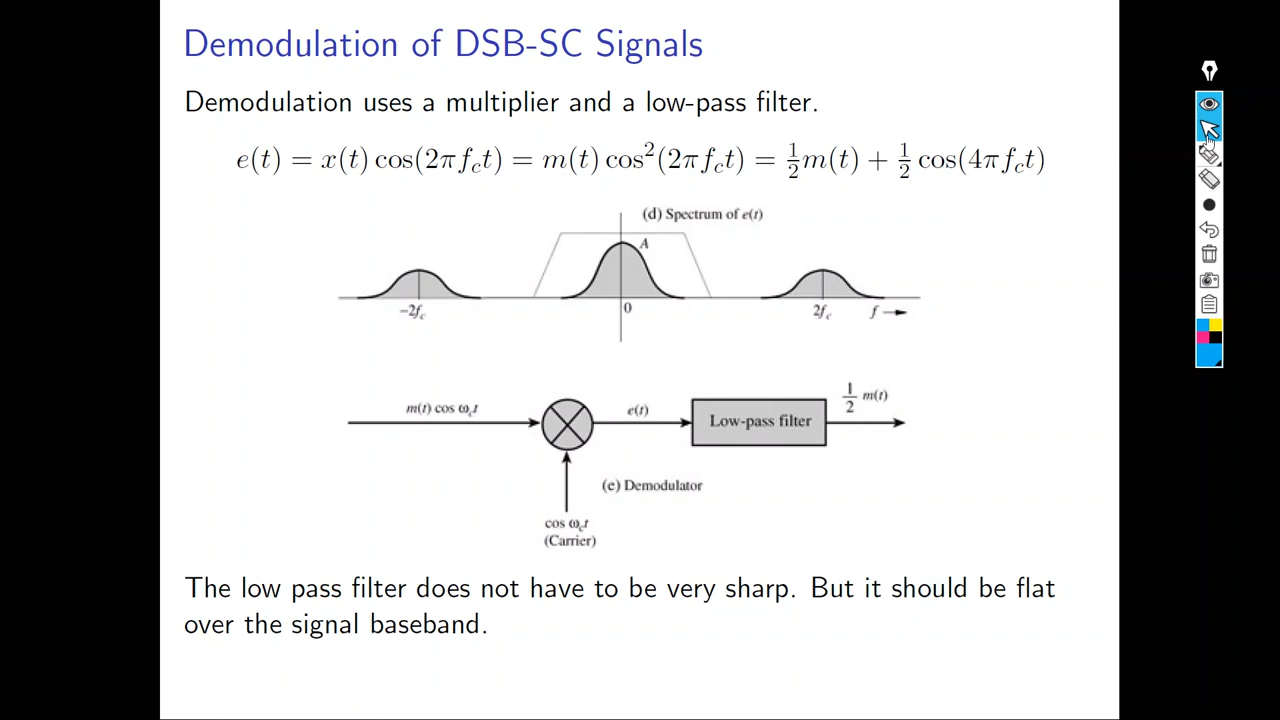 Demodulation of DSB-SC Signals
Demodulation uses a multiplier and a low-pass filter.
e(t) = x(t) cos(2πf_ct) = m(t) cos²(2πf_ct) = ½m(t) + ½ cos(4πf_ct)
(d) Spectrum of e(t)
A
−2f_c
0
2f_c
f
m(t) cos ω_ct
e(t)
Low-pass filter
½ m(t)
(e) Demodulator
cos ω_ct
(Carrier)
The low pass filter does not have to be very sharp. But it should be flat
over the signal baseband.